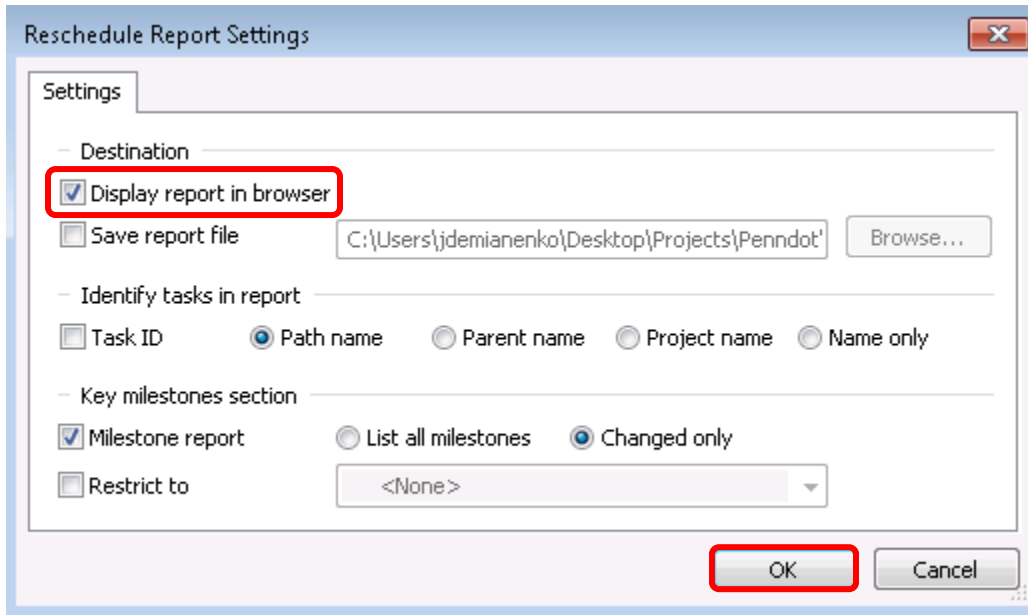 Reschedule Report Settings
Settings
Destination
Display report in browser
Save report file C:\Users\jdemianenko\Desktop\Projects\Penndot' Browse...
Identify tasks in report
Task ID Path name Parent name Project name Name only
Key milestones section
Milestone report List all milestones Changed only
Restrict to <None>
OK Cancel